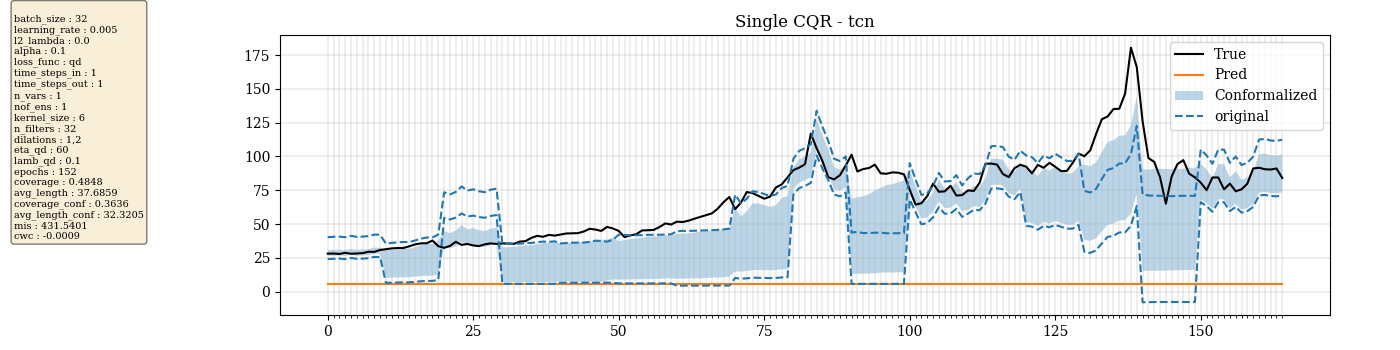 batch_size : 32
learning_rate : 0.005
l2_lambda : 0.0
alpha : 0.1
loss_func : qd
time_steps_in : 1
time_steps_out : 1
n_vars : 1
nof_ens : 1
kernel_size : 6
n_filters : 32
dilations : 1,2
eta_qd : 60
lamb_qd : 0.1
epochs : 152
coverage : 0.4848
avg_length : 37.6859
coverage_conf : 0.3636
avg_length_conf : 32.3205
mis : 431.5401
cwc : -0.0009
Single CQR - tcn
175
150
125
100
75
50
25
0
True
Pred
Conformalized
original
0 25 50 75 100 125 150